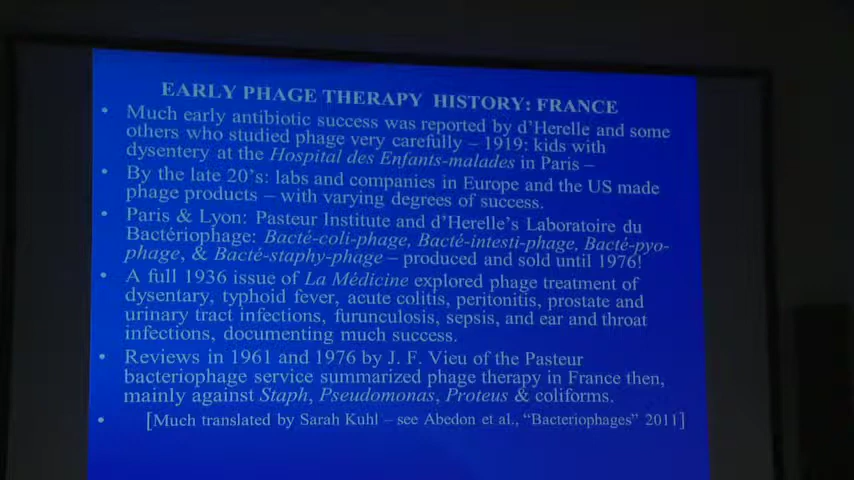 EARLY PHAGE THERAPY HISTORY: FRANCE
• Much early antibiotic success was reported by d'Herelle and some
others who studied phage very carefully – 1919: kids with
dysentery at the Hospital des Enfants-malades in Paris –
• By the late 20's: labs and companies in Europe and the US made
phage products – with varying degrees of success.
• Paris & Lyon: Pasteur Institute and d'Herelle's Laboratoire du
Bactériophage: Bacté-coli-phage, Bacté-intesti-phage, Bacté-pyo-
phage, & Bacté-staphy-phage – produced and sold until 1976!
• A full 1936 issue of La Médicine explored phage treatment of
dysentary, typhoid fever, acute colitis, peritonitis, prostate and
urinary tract infections, furunculosis, sepsis, and ear and throat
infections, documenting much success.
• Reviews in 1961 and 1976 by J. F. Vieu of the Pasteur
bacteriophage service summarized phage therapy in France then,
mainly against Staph, Pseudomonas, Proteus & coliforms.
• [Much translated by Sarah Kuhl – see Abedon et al., "Bacteriophages" 2011]